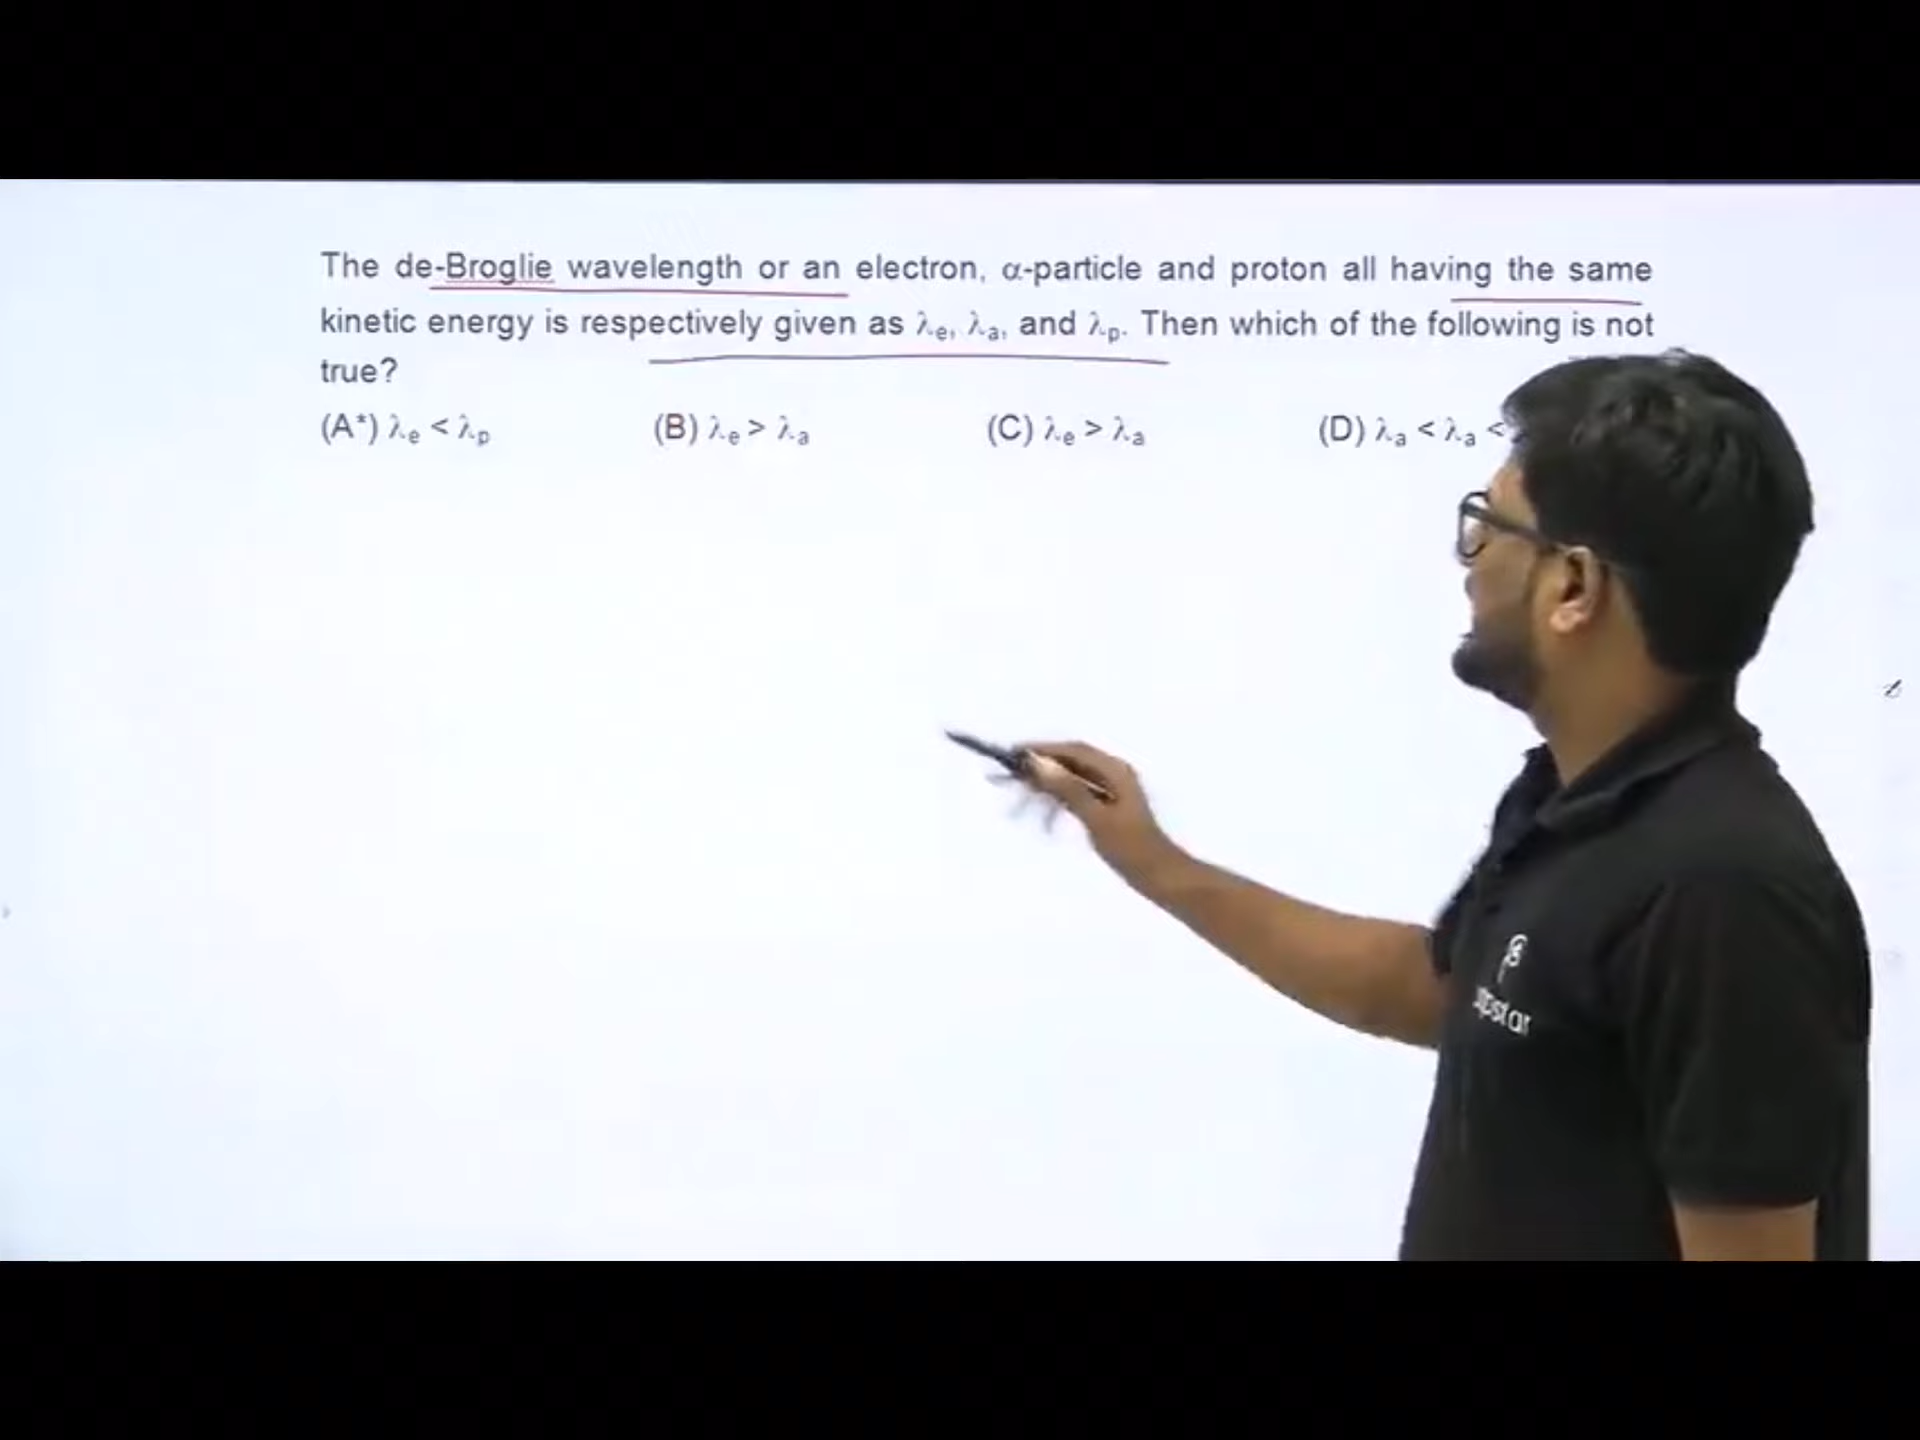 The de-Broglie wavelength or an electron, α-particle and proton all having the same
kinetic energy is respectively given as λe, λa, and λp. Then which of the following is not
true?
(A*) λe < λp (B) λe > λa (C) λe > λa (D) λa < λa <